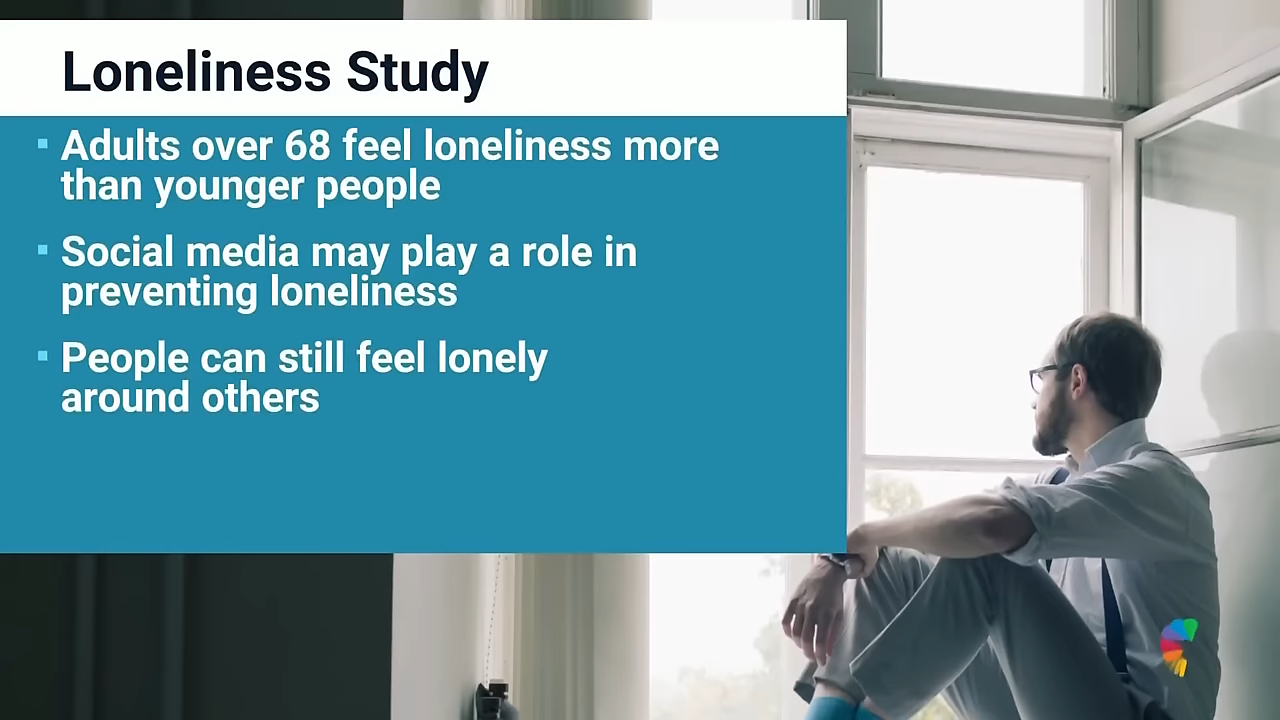 Loneliness Study
Adults over 68 feel loneliness more
than younger people
Social media may play a role in
preventing loneliness
People can still feel lonely
around others